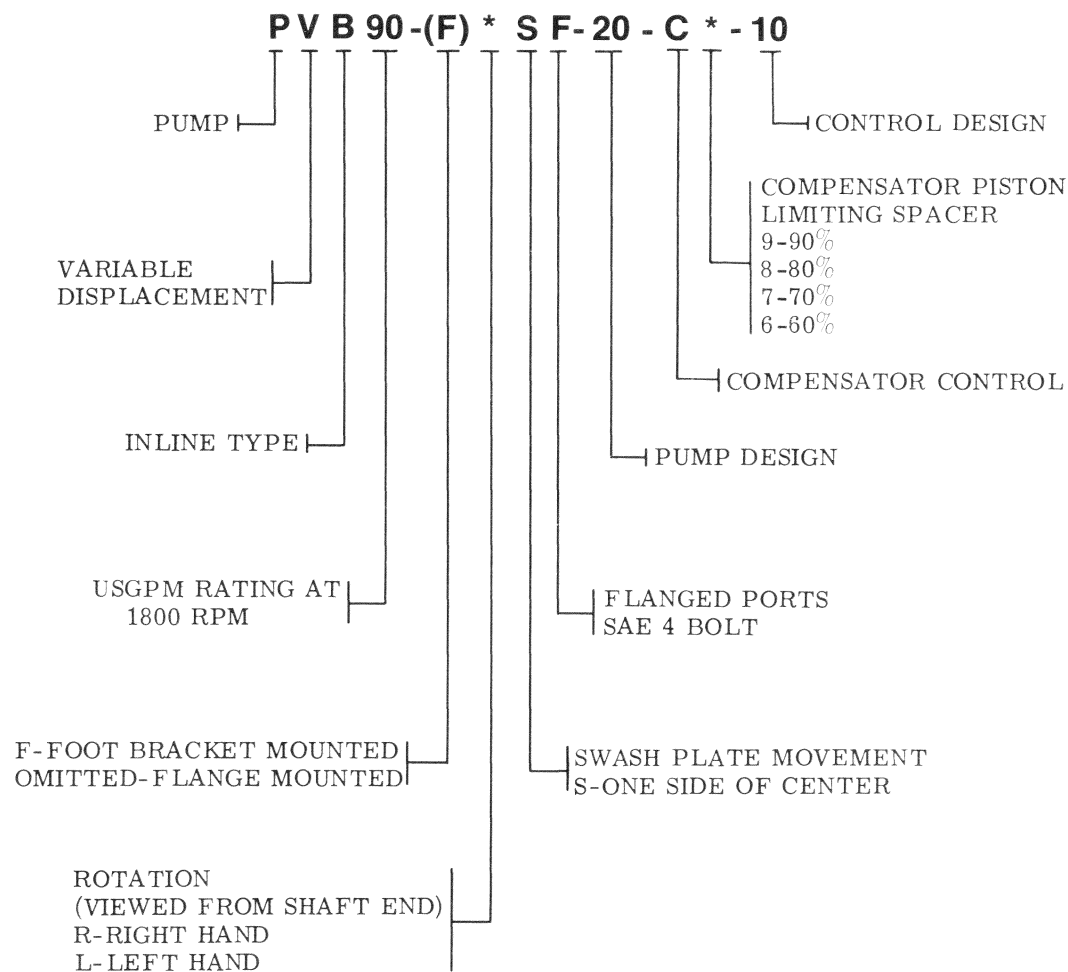 PVB90-(F)*SF-20-C*-10
PUMP
CONTROL DESIGN
COMPENSATOR PISTON
LIMITING SPACER
9-90%
8-80%
7-70%
6-60%
VARIABLE
DISPLACEMENT
COMPENSATOR CONTROL
INLINE TYPE
PUMP DESIGN
USGPM RATING AT
1800 RPM
FLANGED PORTS
SAE 4 BOLT
F-FOOT BRACKET MOUNTED
OMITTED-FLANGE MOUNTED
SWASH PLATE MOVEMENT
S-ONE SIDE OF CENTER
ROTATION
(VIEWED FROM SHAFT END)
R-RIGHT HAND
L-LEFT HAND